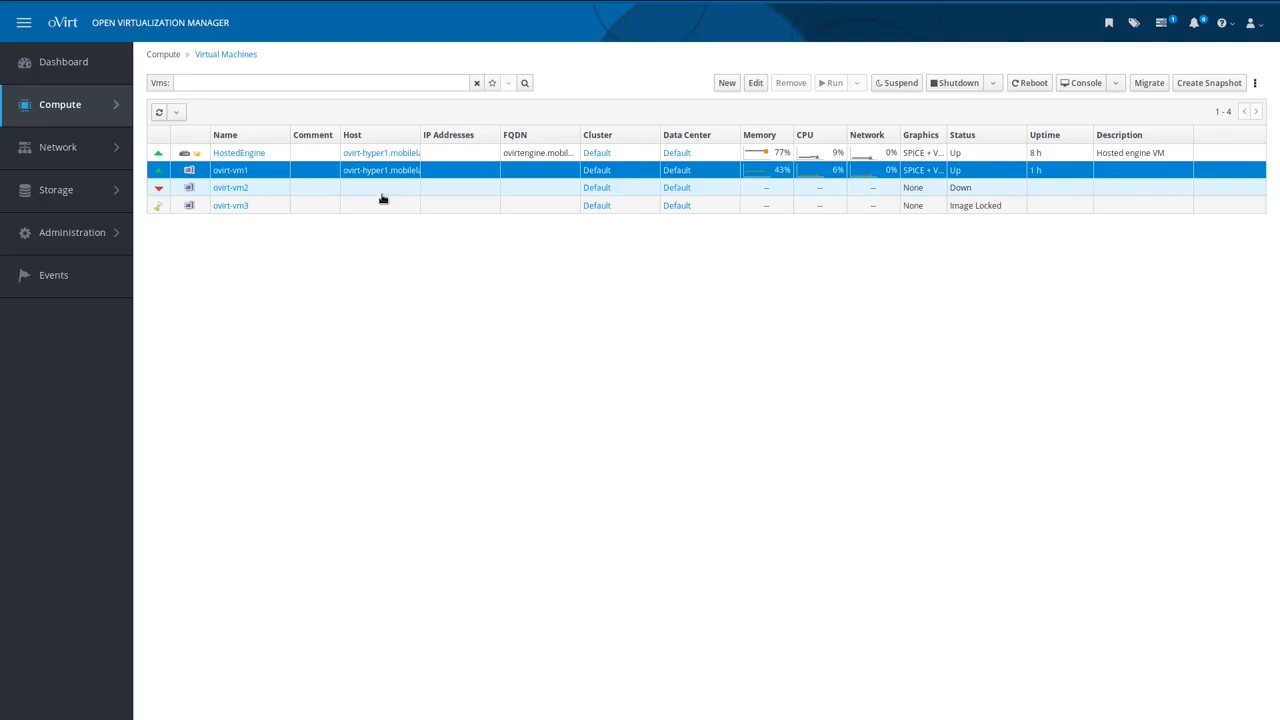 oVirt OPEN VIRTUALIZATION MANAGER 1 0
Dashboard
Compute
Network
Storage
Administration
Events
Compute » Virtual Machines
Vms: New Edit Remove Run Suspend Shutdown Reboot Console Migrate Create Snapshot
1 - 4
Name Comment Host IP Addresses FQDN Cluster Data Center Memory CPU Network Graphics Status Uptime Description
HostedEngine ovirt-hyper1.mobilela ovirtengine.mobil... Default Default 77% 9% 0% SPICE + V... Up 8 h Hosted engine VM
ovirt-vm1 ovirt-hyper1.mobilela Default Default 43% 6% 0% SPICE + V... Up 1 h
ovirt-vm2 Default Default -- -- -- None Down
ovirt-vm3 Default Default -- -- -- None Image Locked